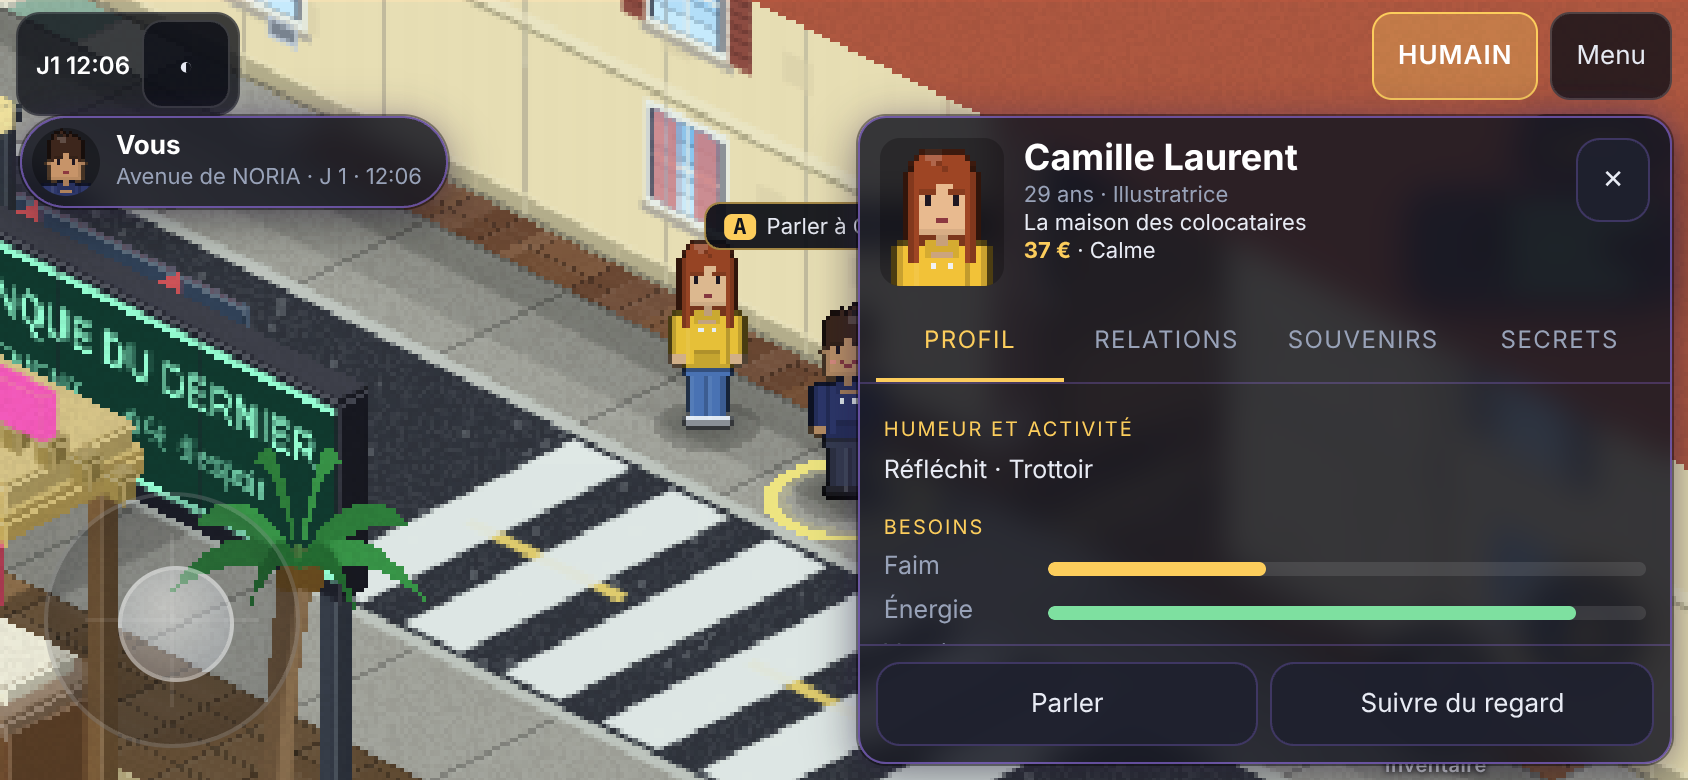 J1 12:06
HUMAIN
Menu
Vous
Avenue de NORIA · J 1 · 12:06
A Parler à
NQUE DU DERNIER
Camille Laurent
29 ans · Illustratrice
La maison des colocataires
37 € · Calme
✕
PROFIL
RELATIONS
SOUVENIRS
SECRETS
HUMEUR ET ACTIVITÉ
Réfléchit · Trottoir
BESOINS
Faim
Énergie
Parler
Suivre du regard
Inventaire